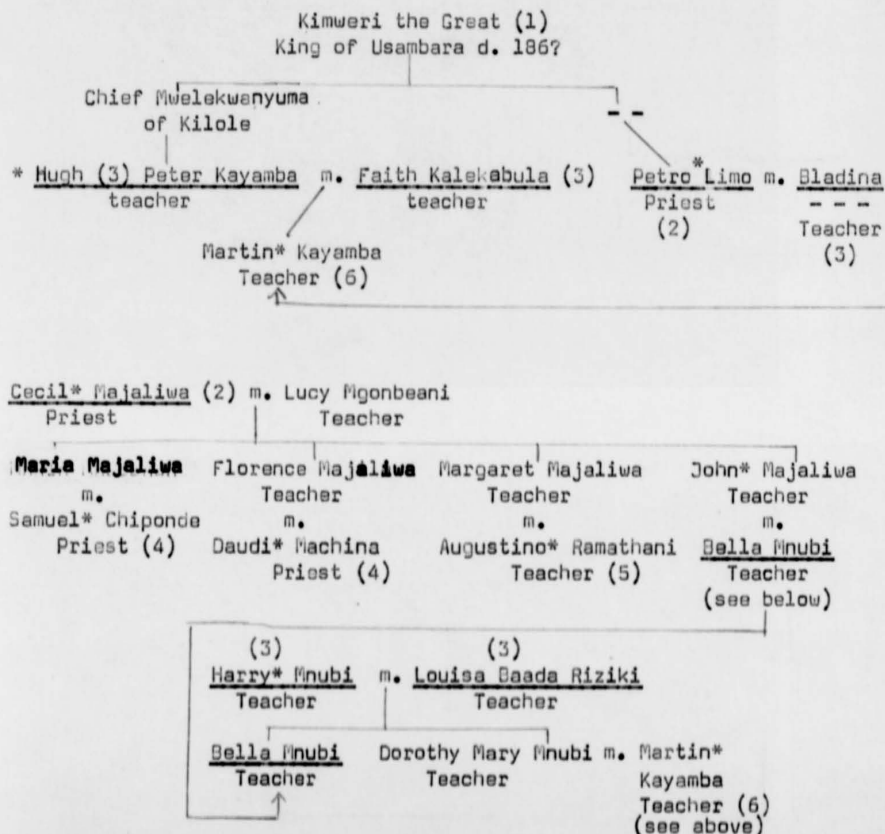 Kimweri the Great (1)
King of Usambara d. 186?
Chief Mwelekwanyuma
of Kilole
- -
* Hugh (3) Peter Kayamba m. Faith Kalekabula (3) Petro* Limo m. Bladina
teacher teacher Priest - - -
(2) Teacher
(3)
Martin* Kayamba
Teacher (6)
Cecil* Majaliwa (2) m. Lucy Mgonbeani
Priest Teacher
Maria Majaliwa Florence Majaliwa Margaret Majaliwa John* Majaliwa
Teacher Teacher Teacher
m. m. m. m.
Samuel* Chiponde Daudi* Machina Augustino* Ramathani Bella Mnubi
Priest (4) Priest (4) Teacher (5) Teacher
(see below)
(3) (3)
Harry* Mnubi m. Louisa Baada Riziki
Teacher Teacher
Bella Mnubi Dorothy Mary Mnubi m. Martin*
Teacher Teacher Kayamba
Teacher (6)
(see above)